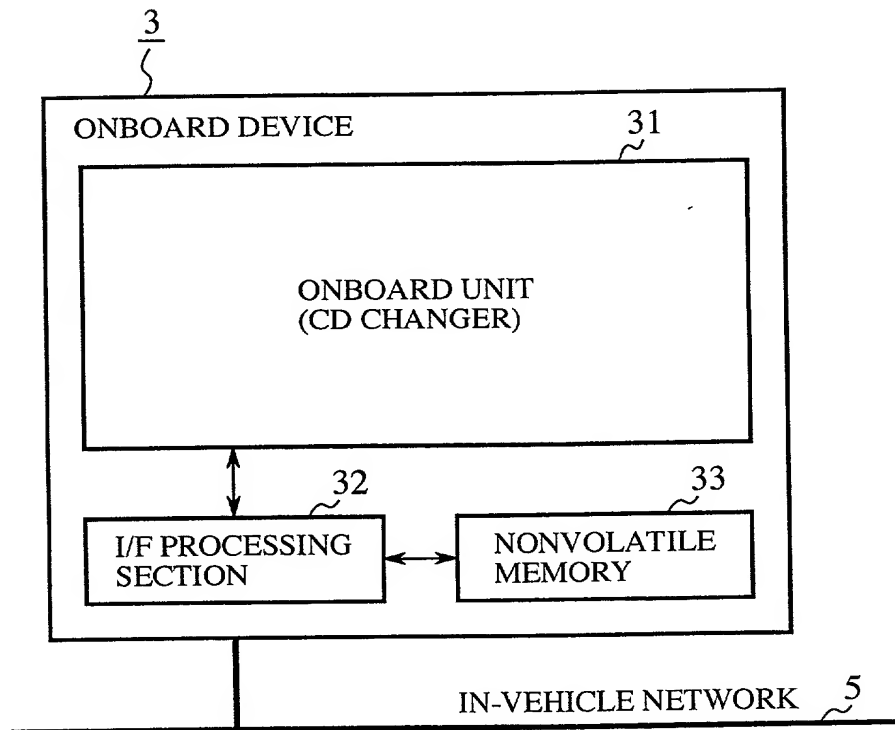 3
ONBOARD DEVICE
31
ONBOARD UNIT
(CD CHANGER)
32
I/F PROCESSING
SECTION
33
NONVOLATILE
MEMORY
IN-VEHICLE NETWORK
5